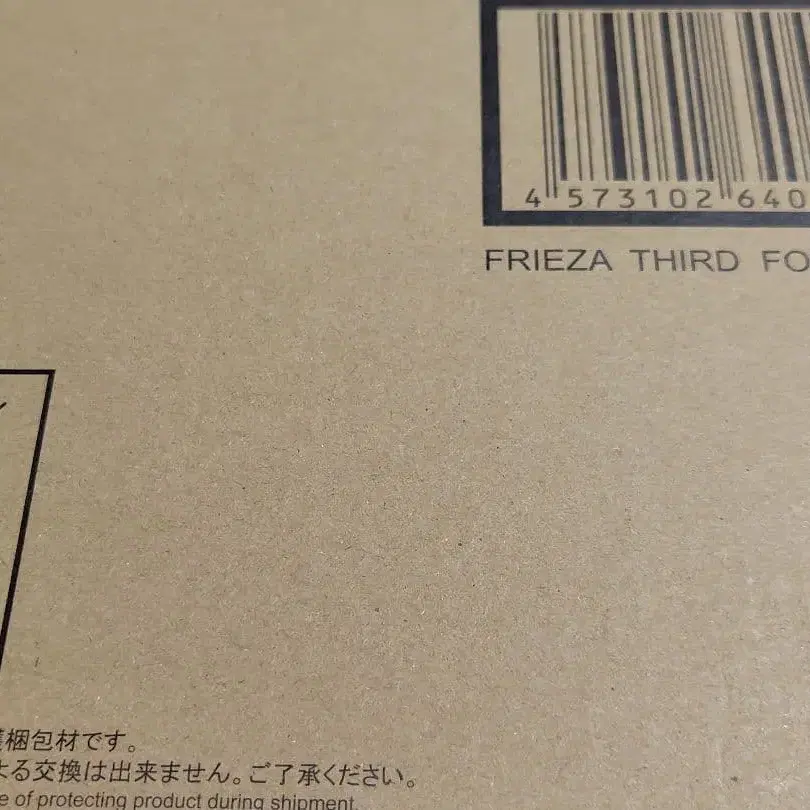 4 573102 640
FRIEZA THIRD FO
梱包材です。
よる交換は出来ません。ご了承ください。
e of protecting product during shipment.